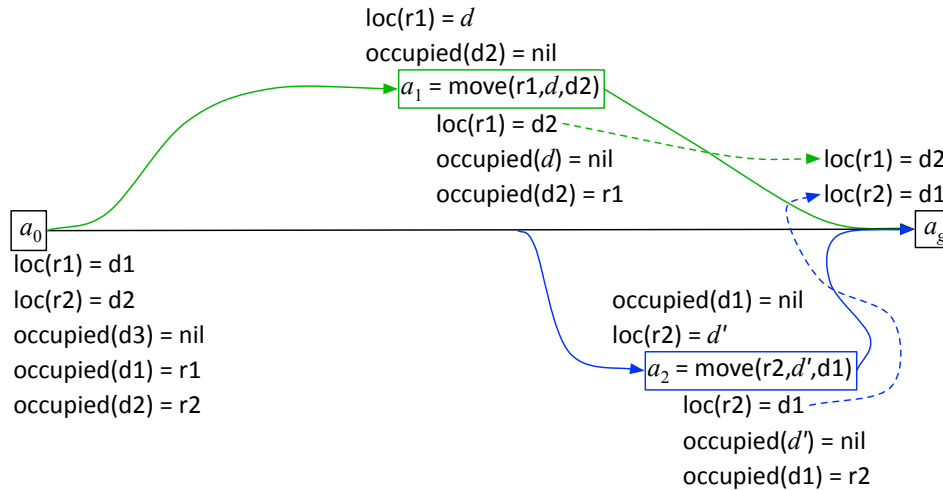 loc(r1) = d
occupied(d2) = nil
a₁ = move(r1,d,d2)
loc(r1) = d2
occupied(d) = nil
occupied(d2) = r1
loc(r1) = d2
loc(r2) = d1
a₀
a_g
loc(r1) = d1
loc(r2) = d2
occupied(d3) = nil
occupied(d1) = r1
occupied(d2) = r2
occupied(d1) = nil
loc(r2) = d'
a₂ = move(r2,d',d1)
loc(r2) = d1
occupied(d') = nil
occupied(d1) = r2